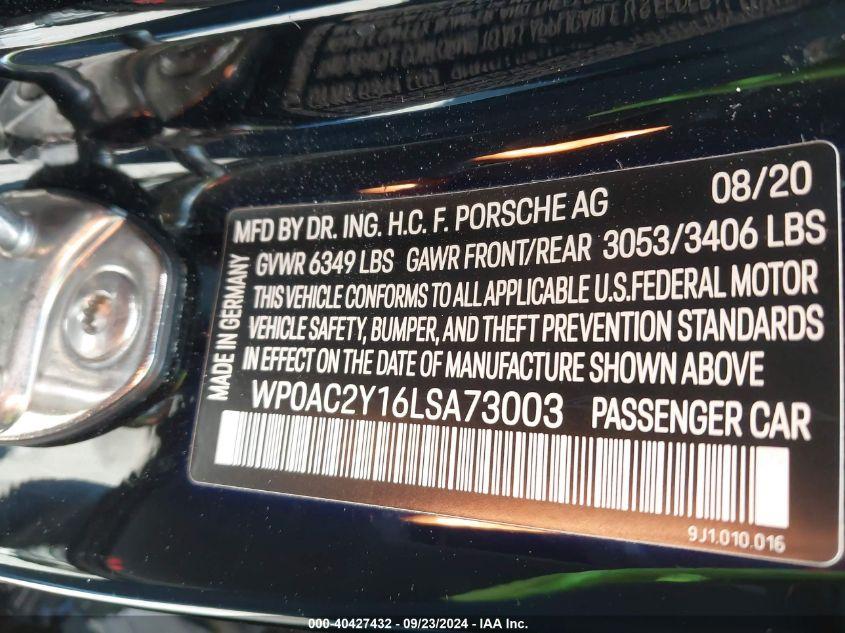 08/20
MFD BY DR. ING. H.C. F. PORSCHE AG
GVWR 6349 LBS GAWR FRONT/REAR 3053/3406 LBS
THIS VEHICLE CONFORMS TO ALL APPLICABLE U.S.FEDERAL MOTOR
VEHICLE SAFETY, BUMPER, AND THEFT PREVENTION STANDARDS
IN EFFECT ON THE DATE OF MANUFACTURE SHOWN ABOVE
WP0AC2Y16LSA73003 PASSENGER CAR
MADE IN GERMANY
9J1.010.016
000-40427432 - 09/23/2024 - IAA Inc.